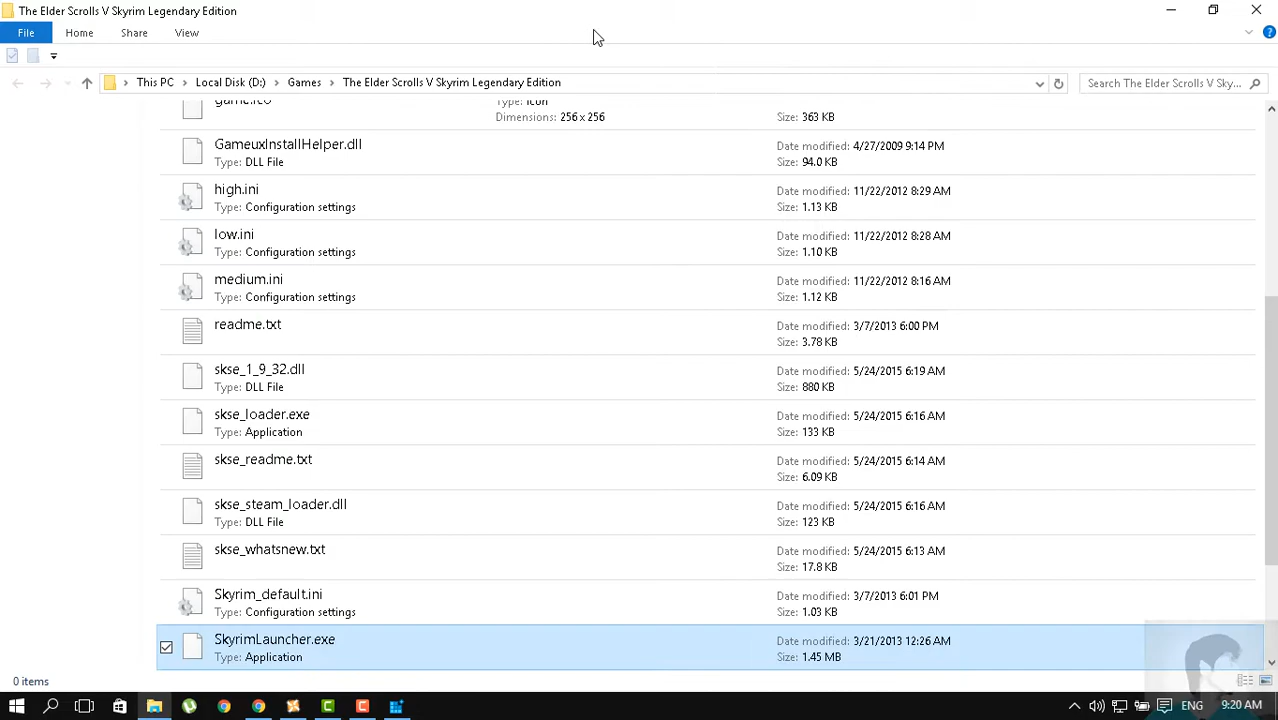 The Elder Scrolls V Skyrim Legendary Edition
File Home Share View
This PC > Local Disk (D:) > Games > The Elder Scrolls V Skyrim Legendary Edition
Search The Elder Scrolls V Sky...
game.ico Type: Icon
Dimensions: 256 x 256 Size: 363 KB
GameuxInstallHelper.dll Date modified: 4/27/2009 9:14 PM
Type: DLL File Size: 94.0 KB
high.ini Date modified: 11/22/2012 8:29 AM
Type: Configuration settings Size: 1.13 KB
low.ini Date modified: 11/22/2012 8:28 AM
Type: Configuration settings Size: 1.10 KB
medium.ini Date modified: 11/22/2012 8:16 AM
Type: Configuration settings Size: 1.12 KB
readme.txt Date modified: 3/7/2013 6:00 PM
Size: 3.78 KB
skse_1_9_32.dll Date modified: 5/24/2015 6:19 AM
Type: DLL File Size: 880 KB
skse_loader.exe Date modified: 5/24/2015 6:16 AM
Type: Application Size: 133 KB
skse_readme.txt Date modified: 5/24/2015 6:14 AM
Size: 6.09 KB
skse_steam_loader.dll Date modified: 5/24/2015 6:16 AM
Type: DLL File Size: 123 KB
skse_whatsnew.txt Date modified: 5/24/2015 6:13 AM
Size: 17.8 KB
Skyrim_default.ini Date modified: 3/7/2013 6:01 PM
Type: Configuration settings Size: 1.03 KB
SkyrimLauncher.exe Date modified: 3/21/2013 12:26 AM
Type: Application Size: 1.45 MB
0 items
ENG 9:20 AM